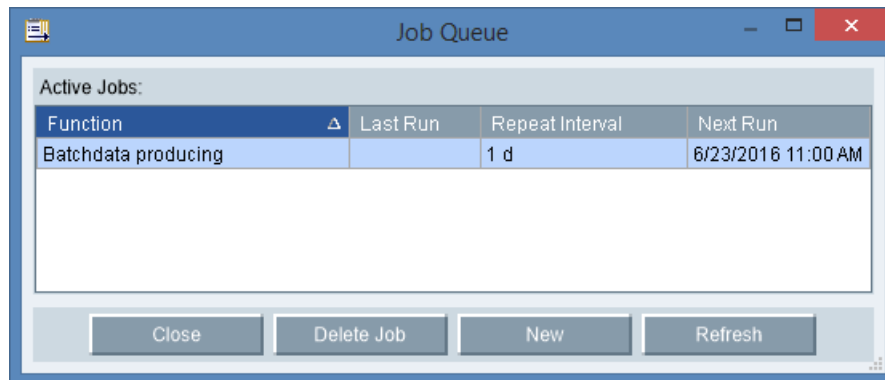 Job Queue
Active Jobs:
Function Last Run Repeat Interval Next Run
Batchdata producing 1 d 6/23/2016 11:00 AM
Close Delete Job New Refresh